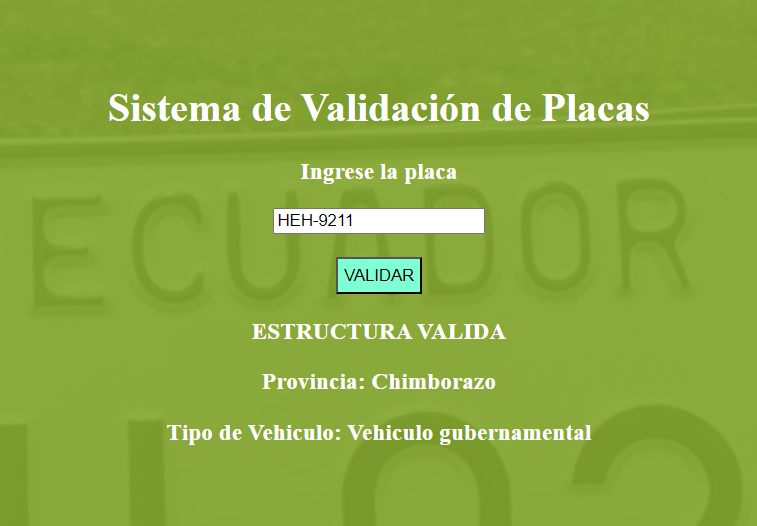 Sistema de Validación de Placas
Ingrese la placa
ECUADOR
HEH-9211
VALIDAR
ESTRUCTURA VALIDA
Provincia: Chimborazo
Tipo de Vehiculo: Vehiculo gubernamental